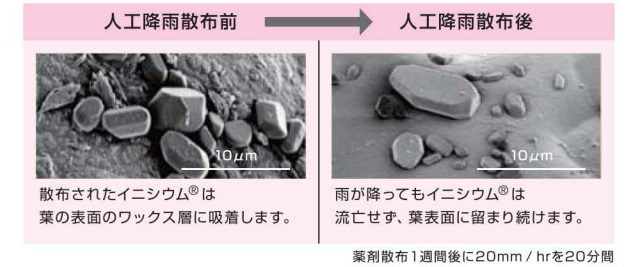 人工降雨散布前
人工降雨散布後
10μm
散布されたイニシウム®は
葉の表面のワックス層に吸着します。
10μm
雨が降ってもイニシウム®は
流亡せず、葉表面に留まり続けます。
薬剤散布1週間後に20mm / hrを20分間